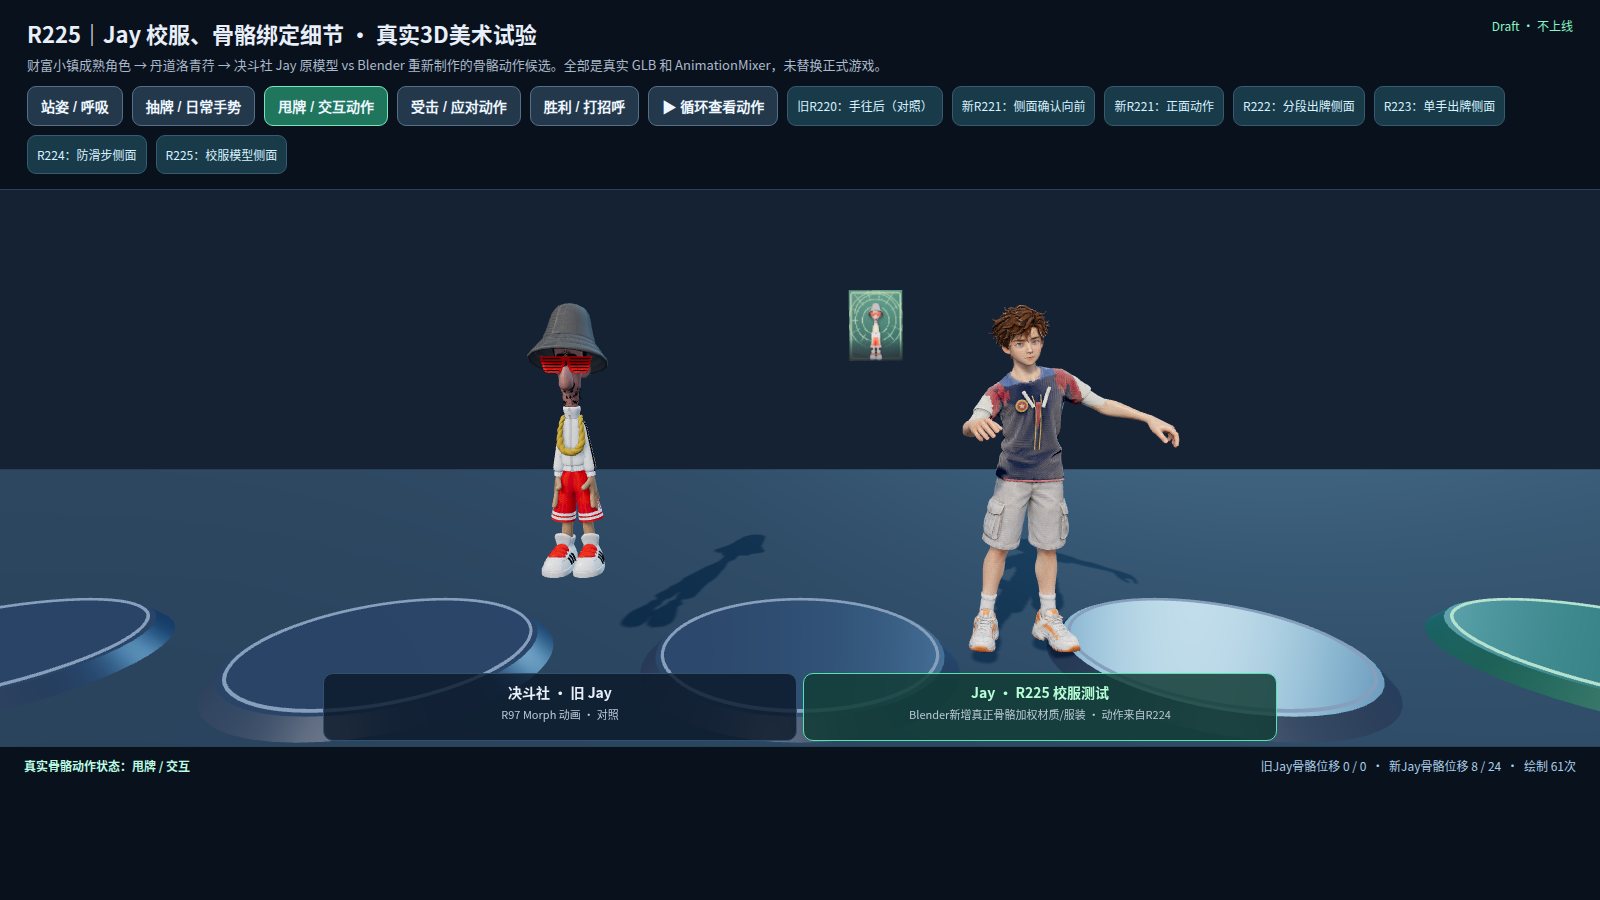 R225｜Jay 校服、骨骼绑定细节 · 真实3D美术试验
Draft · 不上线
财富小镇成熟角色 → 丹道洛青荇 → 决斗社 Jay 原模型 vs Blender 重新制作的骨骼动作候选。全部是真实 GLB 和 AnimationMixer，未替换正式游戏。
站姿 / 呼吸
抽牌 / 日常手势
甩牌 / 交互动作
受击 / 应对动作
胜利 / 打招呼
▶ 循环查看动作
旧R220：手往后（对照）
新R221：侧面确认向前
新R221：正面动作
R222：分段出牌侧面
R223：单手出牌侧面
R224：防滑步侧面
R225：校服模型侧面
决斗社 · 旧 Jay
R97 Morph 动画 · 对照
Jay · R225 校服测试
Blender新增真正骨骼加权材质/服装 · 动作来自R224
真实骨骼动作状态：甩牌 / 交互
旧Jay骨骼位移 0 / 0 · 新Jay骨骼位移 8 / 24 · 绘制 61次